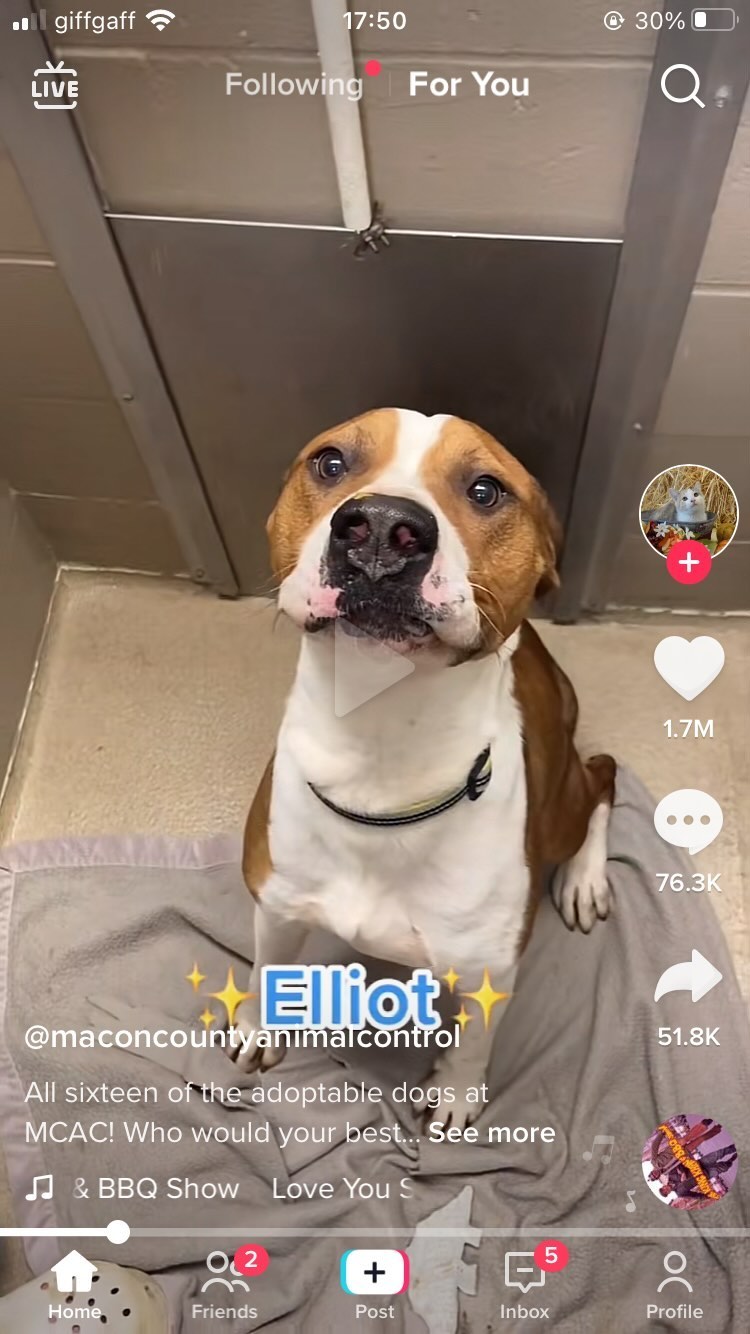 giffgaff 17:50 30%
LIVE Following For You
1.7M
76.3K
Elliot
@maconcountyanimalcontrol
51.8K
All sixteen of the adoptable dogs at
MCAC! Who would your best... See more
& BBQ Show Love You S
2 5
Home Friends Post Inbox Profile